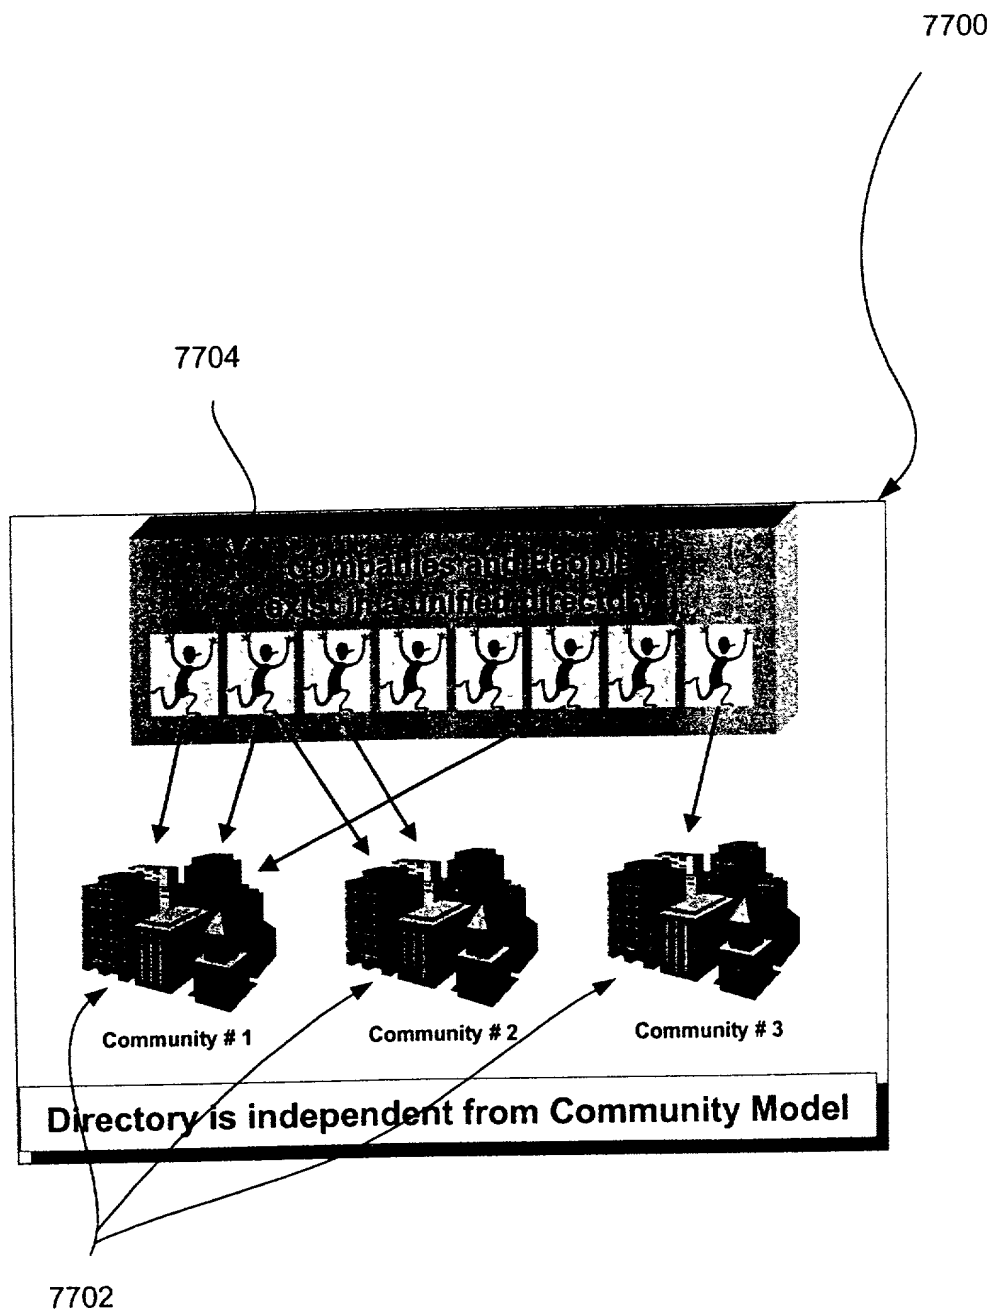 7700
7704
Companies and People
exist in a unified directory
Community # 1
Community # 2
Community # 3
Directory is independent from Community Model
7702